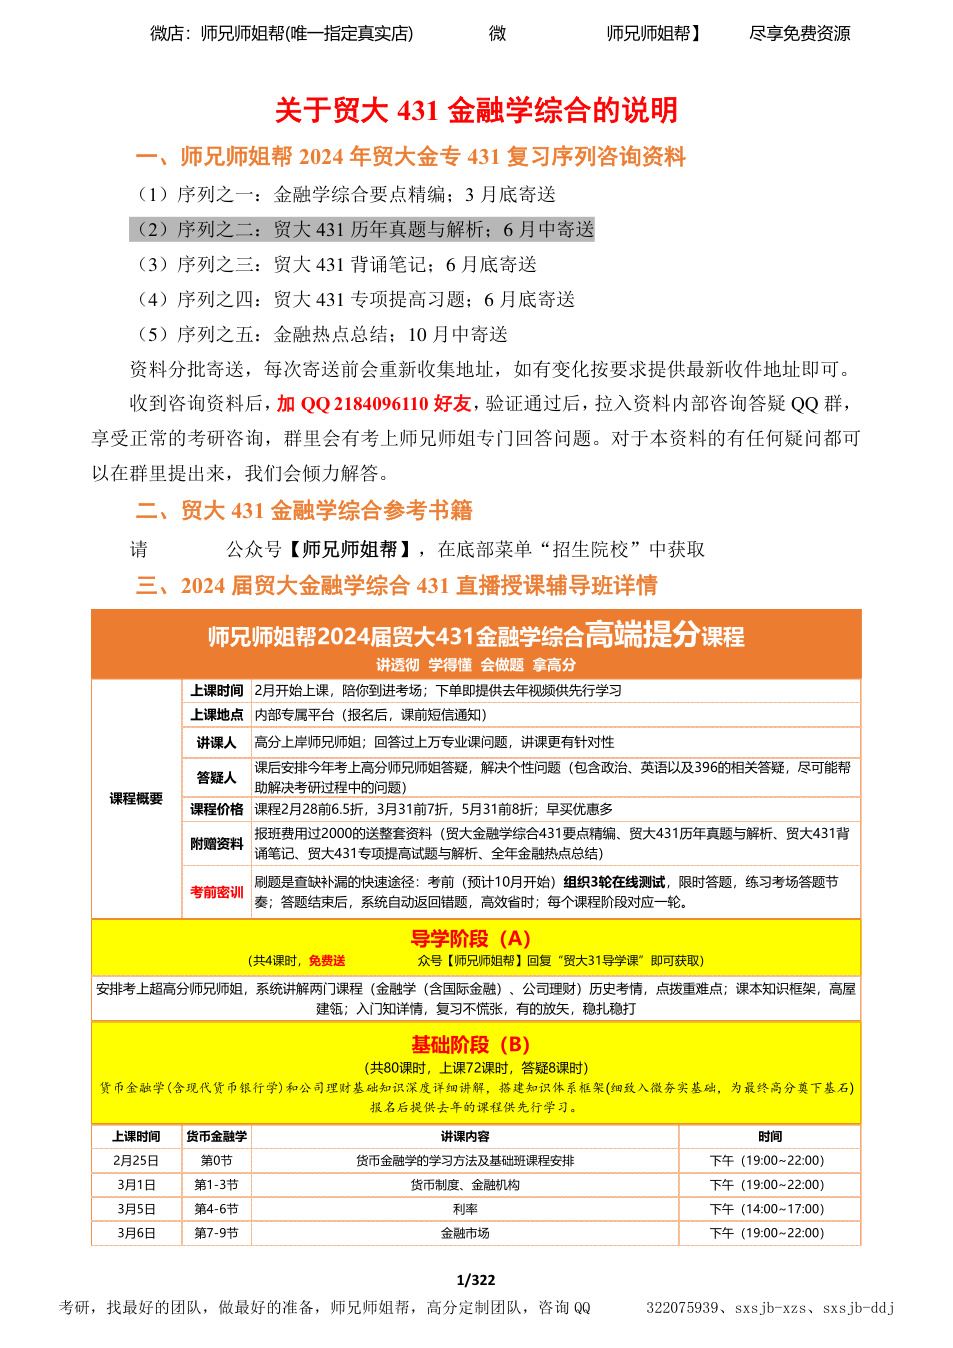 微店：师兄师姐帮(唯一指定真实店) 微 师兄师姐帮】 尽享免费资源
关于贸大 431 金融学综合的说明
一、师兄师姐帮 2024 年贸大金专 431 复习序列咨询资料
（1）序列之一：金融学综合要点精编；3 月底寄送
（2）序列之二：贸大 431 历年真题与解析；6 月中寄送
（3）序列之三：贸大 431 背诵笔记；6 月底寄送
（4）序列之四：贸大 431 专项提高习题；6 月底寄送
（5）序列之五：金融热点总结；10 月中寄送
资料分批寄送，每次寄送前会重新收集地址，如有变化按要求提供最新收件地址即可。
收到咨询资料后，加 QQ 2184096110 好友，验证通过后，拉入资料内部咨询答疑 QQ 群，
享受正常的考研咨询，群里会有考上师兄师姐专门回答问题。对于本资料的有任何疑问都可
以在群里提出来，我们会倾力解答。
二、贸大 431 金融学综合参考书籍
请 公众号【师兄师姐帮】，在底部菜单“招生院校”中获取
三、2024 届贸大金融学综合 431 直播授课辅导班详情
师兄师姐帮2024届贸大431金融学综合高端提分课程
讲透彻 学得懂 会做题 拿高分
课程概要
上课时间 2月开始上课，陪你到进考场；下单即提供去年视频供先行学习
上课地点 内部专属平台（报名后，课前短信通知）
讲课人 高分上岸师兄师姐；回答过上万专业课问题，讲课更有针对性
答疑人 课后安排今年考上高分师兄师姐答疑，解决个性问题（包含政治、英语以及396的相关答疑，尽可能帮
助解决考研过程中的问题）
课程价格 课程2月28前6.5折，3月31前7折，5月31前8折；早买优惠多
附赠资料 报班费用过2000的送整套资料（贸大金融学综合431要点精编、贸大431历年真题与解析、贸大431背
诵笔记、贸大431专项提高试题与解析、全年金融热点总结）
考前密训 刷题是查缺补漏的快速途径：考前（预计10月开始）组织3轮在线测试，限时答题，练习考场答题节
奏；答题结束后，系统自动返回错题，高效省时；每个课程阶段对应一轮。
导学阶段（A）
（共4课时，免费送 众号【师兄师姐帮】回复“贸大31导学课”即可获取）
安排考上超高分师兄师姐，系统讲解两门课程（金融学（含国际金融）、公司理财）历史考情，点拨重难点；课本知识框架，高屋
建瓴；入门知详情，复习不慌张，有的放矢，稳扎稳打
基础阶段（B）
（共80课时，上课72课时，答疑8课时）
货币金融学(含现代货币银行学)和公司理财基础知识深度详细讲解，搭建知识体系框架(细致入微夯实基础，为最终高分奠下基石)
报名后提供去年的课程供先行学习。
上课时间 货币金融学 讲课内容 时间
2月25日 第0节 货币金融学的学习方法及基础班课程安排 下午（19:00~22:00）
3月1日 第1-3节 货币制度、金融机构 下午（19:00~22:00）
3月5日 第4-6节 利率 下午（14:00~17:00）
3月6日 第7-9节 金融市场 下午（19:00~22:00）
1/322
考研，找最好的团队，做最好的准备，师兄师姐帮，高分定制团队，咨询 QQ 322075939、sxsjb-xzs、sxsjb-ddj